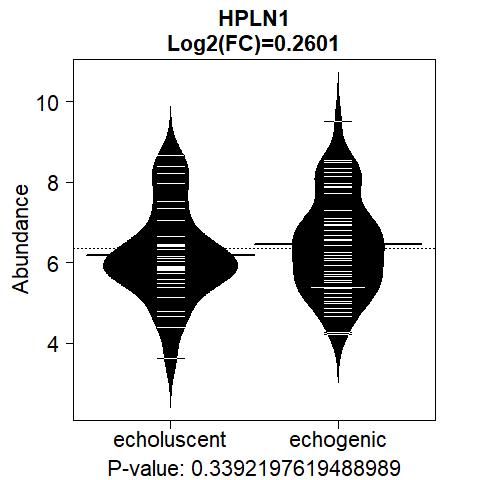 HPLN1
Log2(FC)=0.2601
Abundance
10
8
6
4
echoluscent echogenic
P-value: 0.3392197619488989